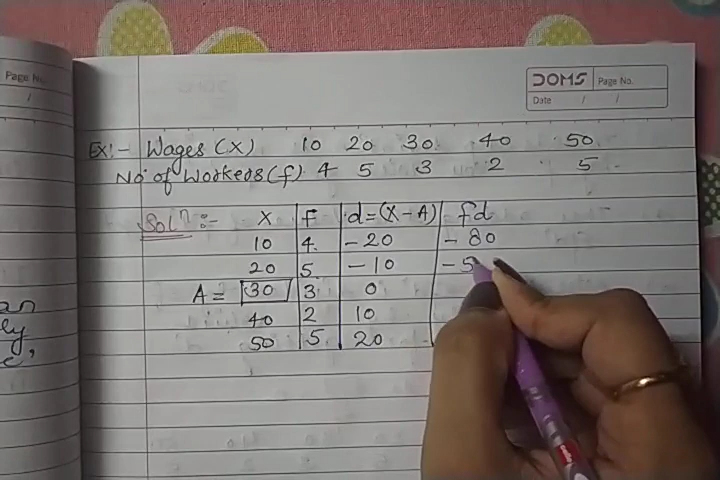 Page No.
/
DOMS Page No.
Date / /
Ex:- Wages (X) 10 20 30 40 50
No of Workers (f) 4 5 3 2 5
Solⁿ :- X F d=(X-A) fd
10 4 -20 -80
20 5 -10 -5
A = 30 3 0
40 2 10
50 5 20